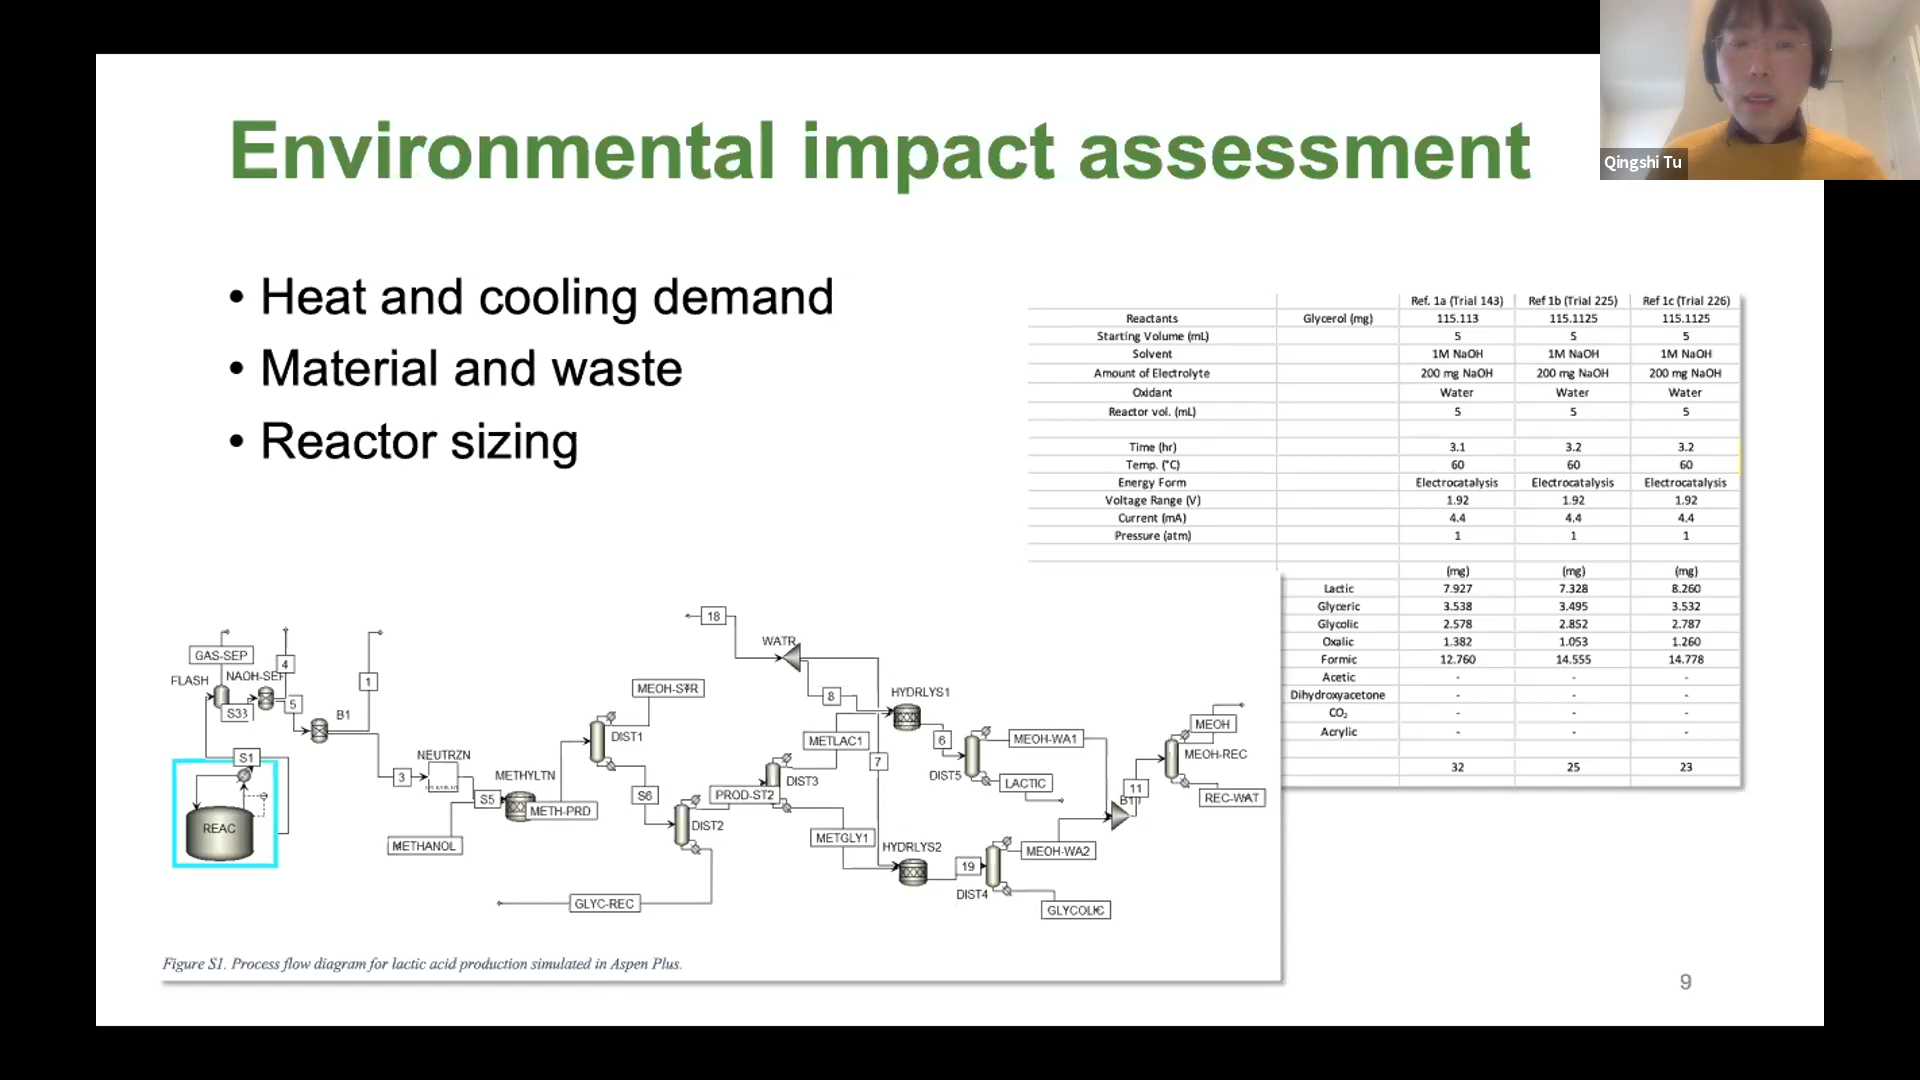 Environmental impact assessment
Qingshi Tu
• Heat and cooling demand
• Material and waste
• Reactor sizing
Ref. 1a (Trial 143) Ref 1b (Trial 225) Ref 1c (Trial 226)
Reactants Glycerol (mg) 115.113 115.1125 115.1125
Starting Volume (mL) 5 5 5
Solvent 1M NaOH 1M NaOH 1M NaOH
Amount of Electrolyte 200 mg NaOH 200 mg NaOH 200 mg NaOH
Oxidant Water Water Water
Reactor vol. (mL) 5 5 5
Time (hr) 3.1 3.2 3.2
Temp. (°C) 60 60 60
Energy Form Electrocatalysis Electrocatalysis Electrocatalysis
Voltage Range (V) 1.92 1.92 1.92
Current (mA) 4.4 4.4 4.4
Pressure (atm) 1 1 1
(mg) (mg) (mg)
Lactic 7.927 7.328 8.260
Glyceric 3.538 3.495 3.532
Glycolic 2.578 2.852 2.787
Oxalic 1.382 1.053 1.260
Formic 12.760 14.555 14.778
Acetic - - -
Dihydroxyacetone - - -
CO₂ - - -
Acrylic - - -
32 25 23
18
WATR
GAS-SEP
4
FLASH
NAOH-SEP
1
MEOH-STR
8
HYDRLYS1
S33
5
B1
DIST1
METLAC1
6
MEOH-WA1
MEOH
S1
NEUTRZN
7
MEOH-REC
3
METHYLTN
DIST3
DIST5
LACTIC
11
S5
S6
PROD-ST2
REC-WAT
METH-PRD
REAC
DIST2
METHANOL
METGLY1
HYDRLYS2
MEOH-WA2
19
DIST4
GLYC-REC
GLYCOLIC
Figure S1. Process flow diagram for lactic acid production simulated in Aspen Plus.
9